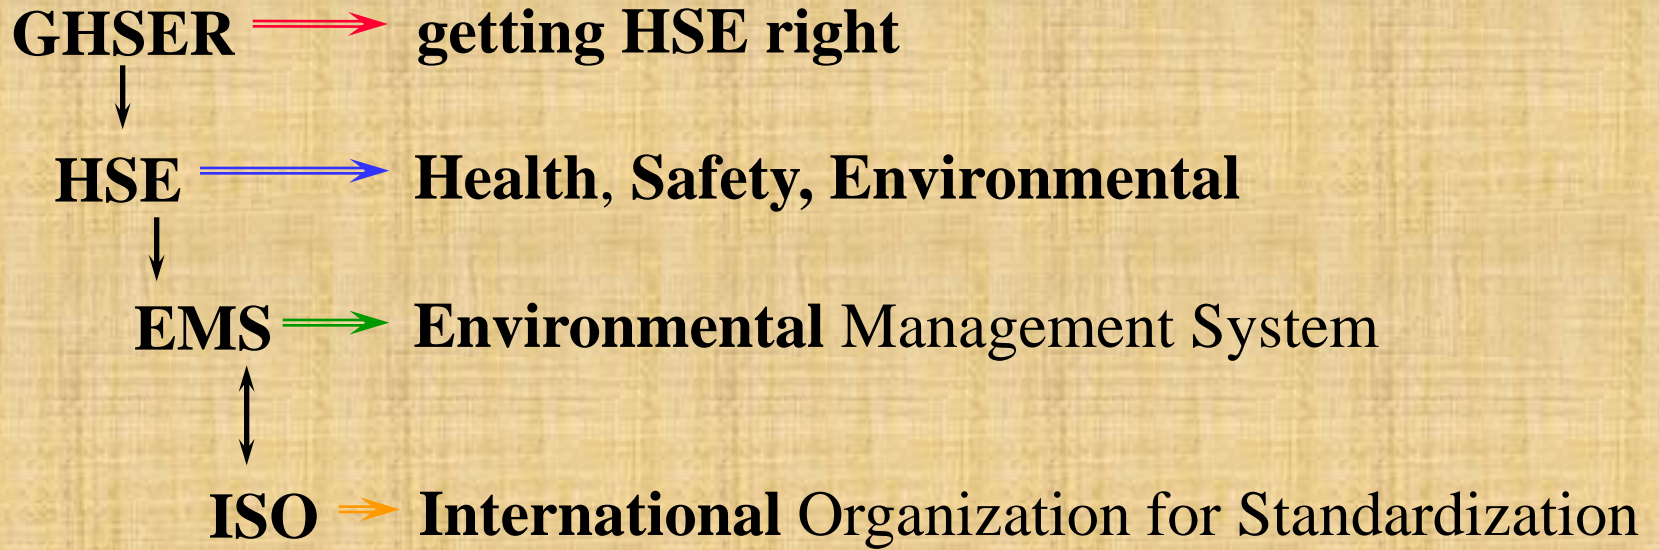 GHSER getting HSE right
HSE Health, Safety, Environmental
EMS Environmental Management System
ISO International Organization for Standardization